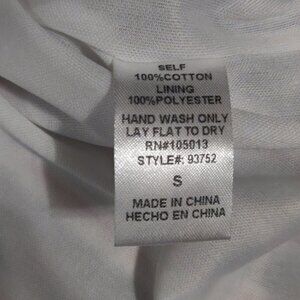 SELF
100%COTTON
LINING
100%POLYESTER
HAND WASH ONLY
LAY FLAT TO DRY
RN#105013
STYLE#: 93752
S
MADE IN CHINA
HECHO EN CHINA